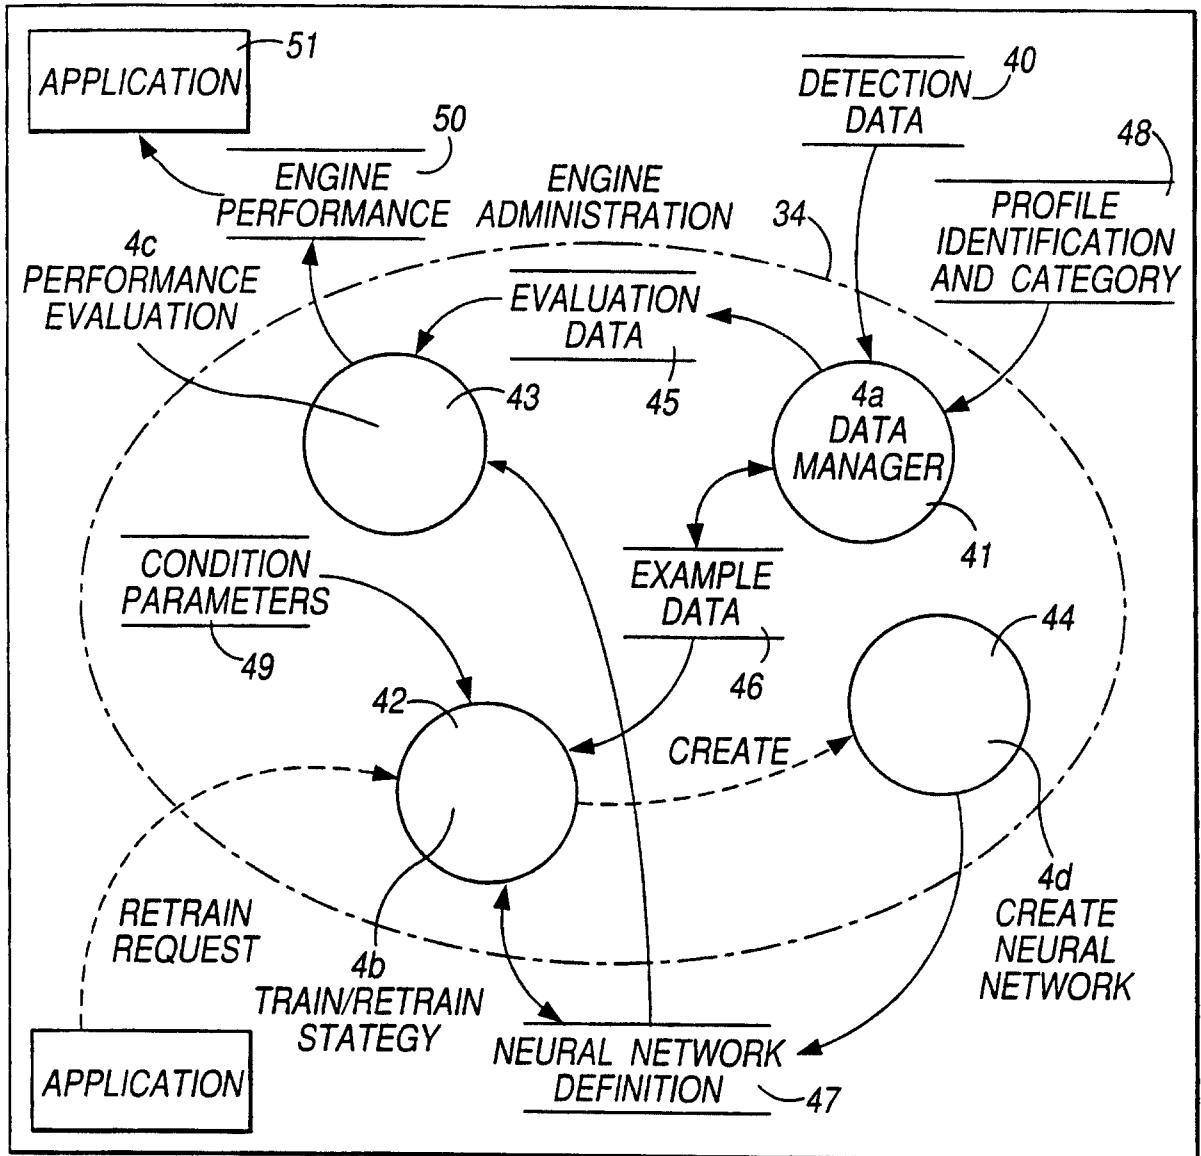 APPLICATION
51
DETECTION
DATA
40
48
ENGINE
PERFORMANCE
50
ENGINE
ADMINISTRATION
34
PROFILE
IDENTIFICATION
AND CATEGORY
4c
PERFORMANCE
EVALUATION
EVALUATION
DATA
45
43
4a
DATA
MANAGER
41
CONDITION
PARAMETERS
49
EXAMPLE
DATA
46
44
42
CREATE
RETRAIN
REQUEST
4b
TRAIN/RETRAIN
STATEGY
4d
CREATE
NEURAL
NETWORK
APPLICATION
NEURAL NETWORK
DEFINITION
47